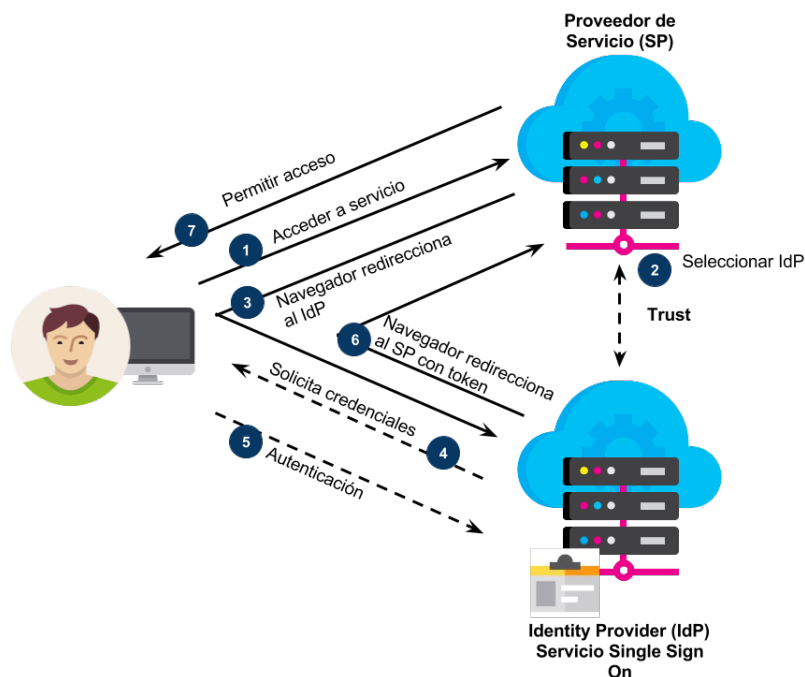 Proveedor de
Servicio (SP)
Permitir acceso
7
1
Acceder a servicio
2
Seleccionar IdP
3
Navegador redirecciona
al IdP
Trust
6
Navegador redirecciona
al SP con token
Solicita credenciales
4
5
Autenticación
Identity Provider (IdP)
Servicio Single Sign
On